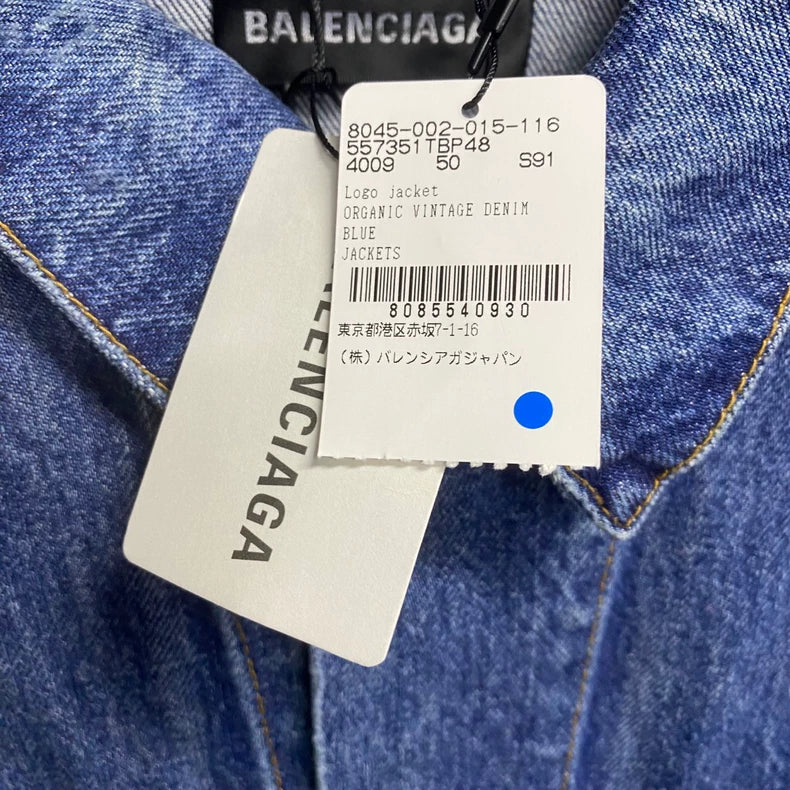 BALENCIAGA
8045-002-015-116
557351TBP48
4009 50 S91
Logo jacket
ORGANIC VINTAGE DENIM
BLUE
JACKETS
8085540930
東京都港区赤坂7-1-16
(株)バレンシアガジャパン
BALENCIAGA